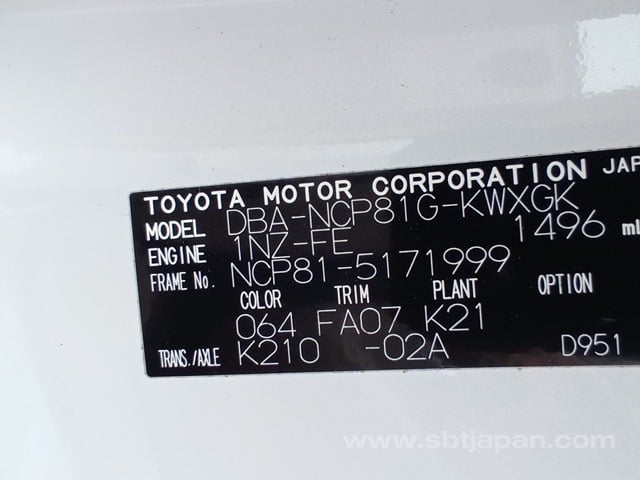 TOYOTA MOTOR CORPORATION JAP
MODEL DBA-NCP81G-KWXGK
ENGINE 1NZ-FE 1496 ml
FRAME No. NCP81-5171999
COLOR TRIM PLANT OPTION
064 FA07 K21
TRANS./AXLE K210 -02A D951
www.sbtjapan.com